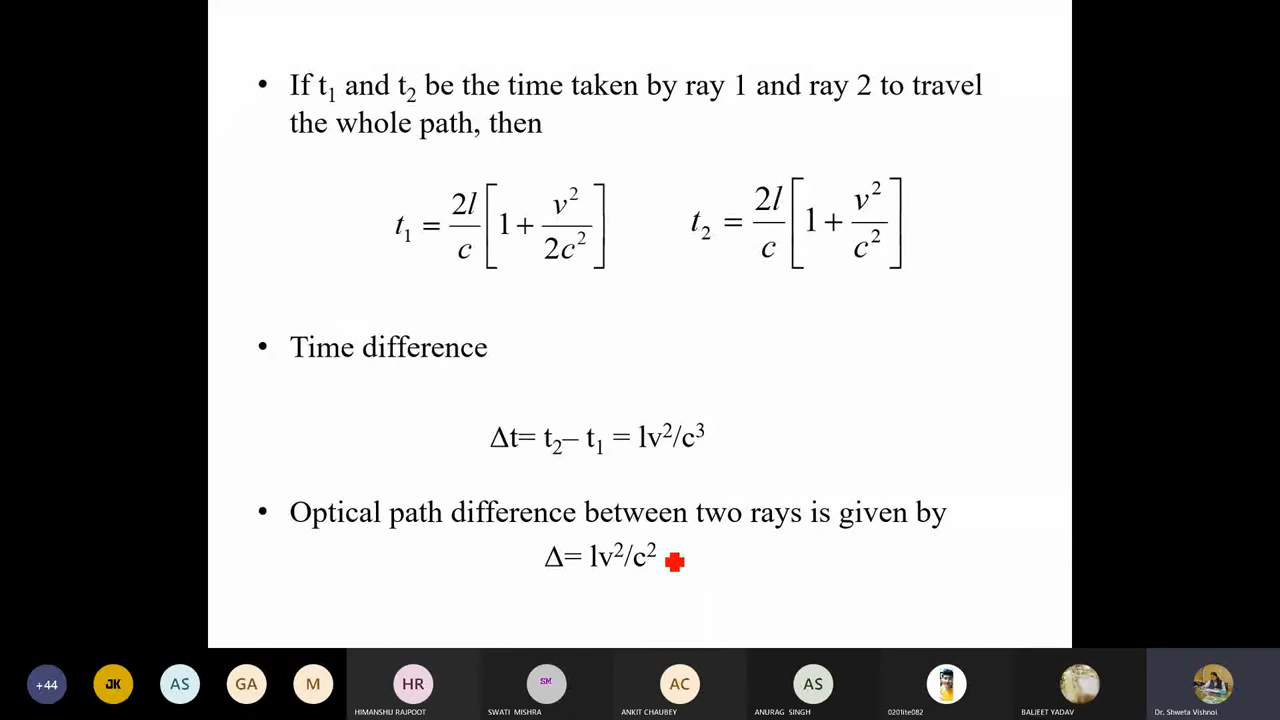 • If t₁ and t₂ be the time taken by ray 1 and ray 2 to travel
the whole path, then
t₁ = 2l/c [1 + v²/2c²]   t₂ = 2l/c [1 + v²/c²]
• Time difference
Δt= t₂– t₁ = lv²/c³
• Optical path difference between two rays is given by
Δ= lv²/c²
+44 JK AS GA M HR SM AC AS
HIMANSHU RAJPOOT SWATI MISHRA ANKIT CHAUBEY ANURAG SINGH 0201ite082 BALJEET YADAV Dr. Shweta Vishnoi